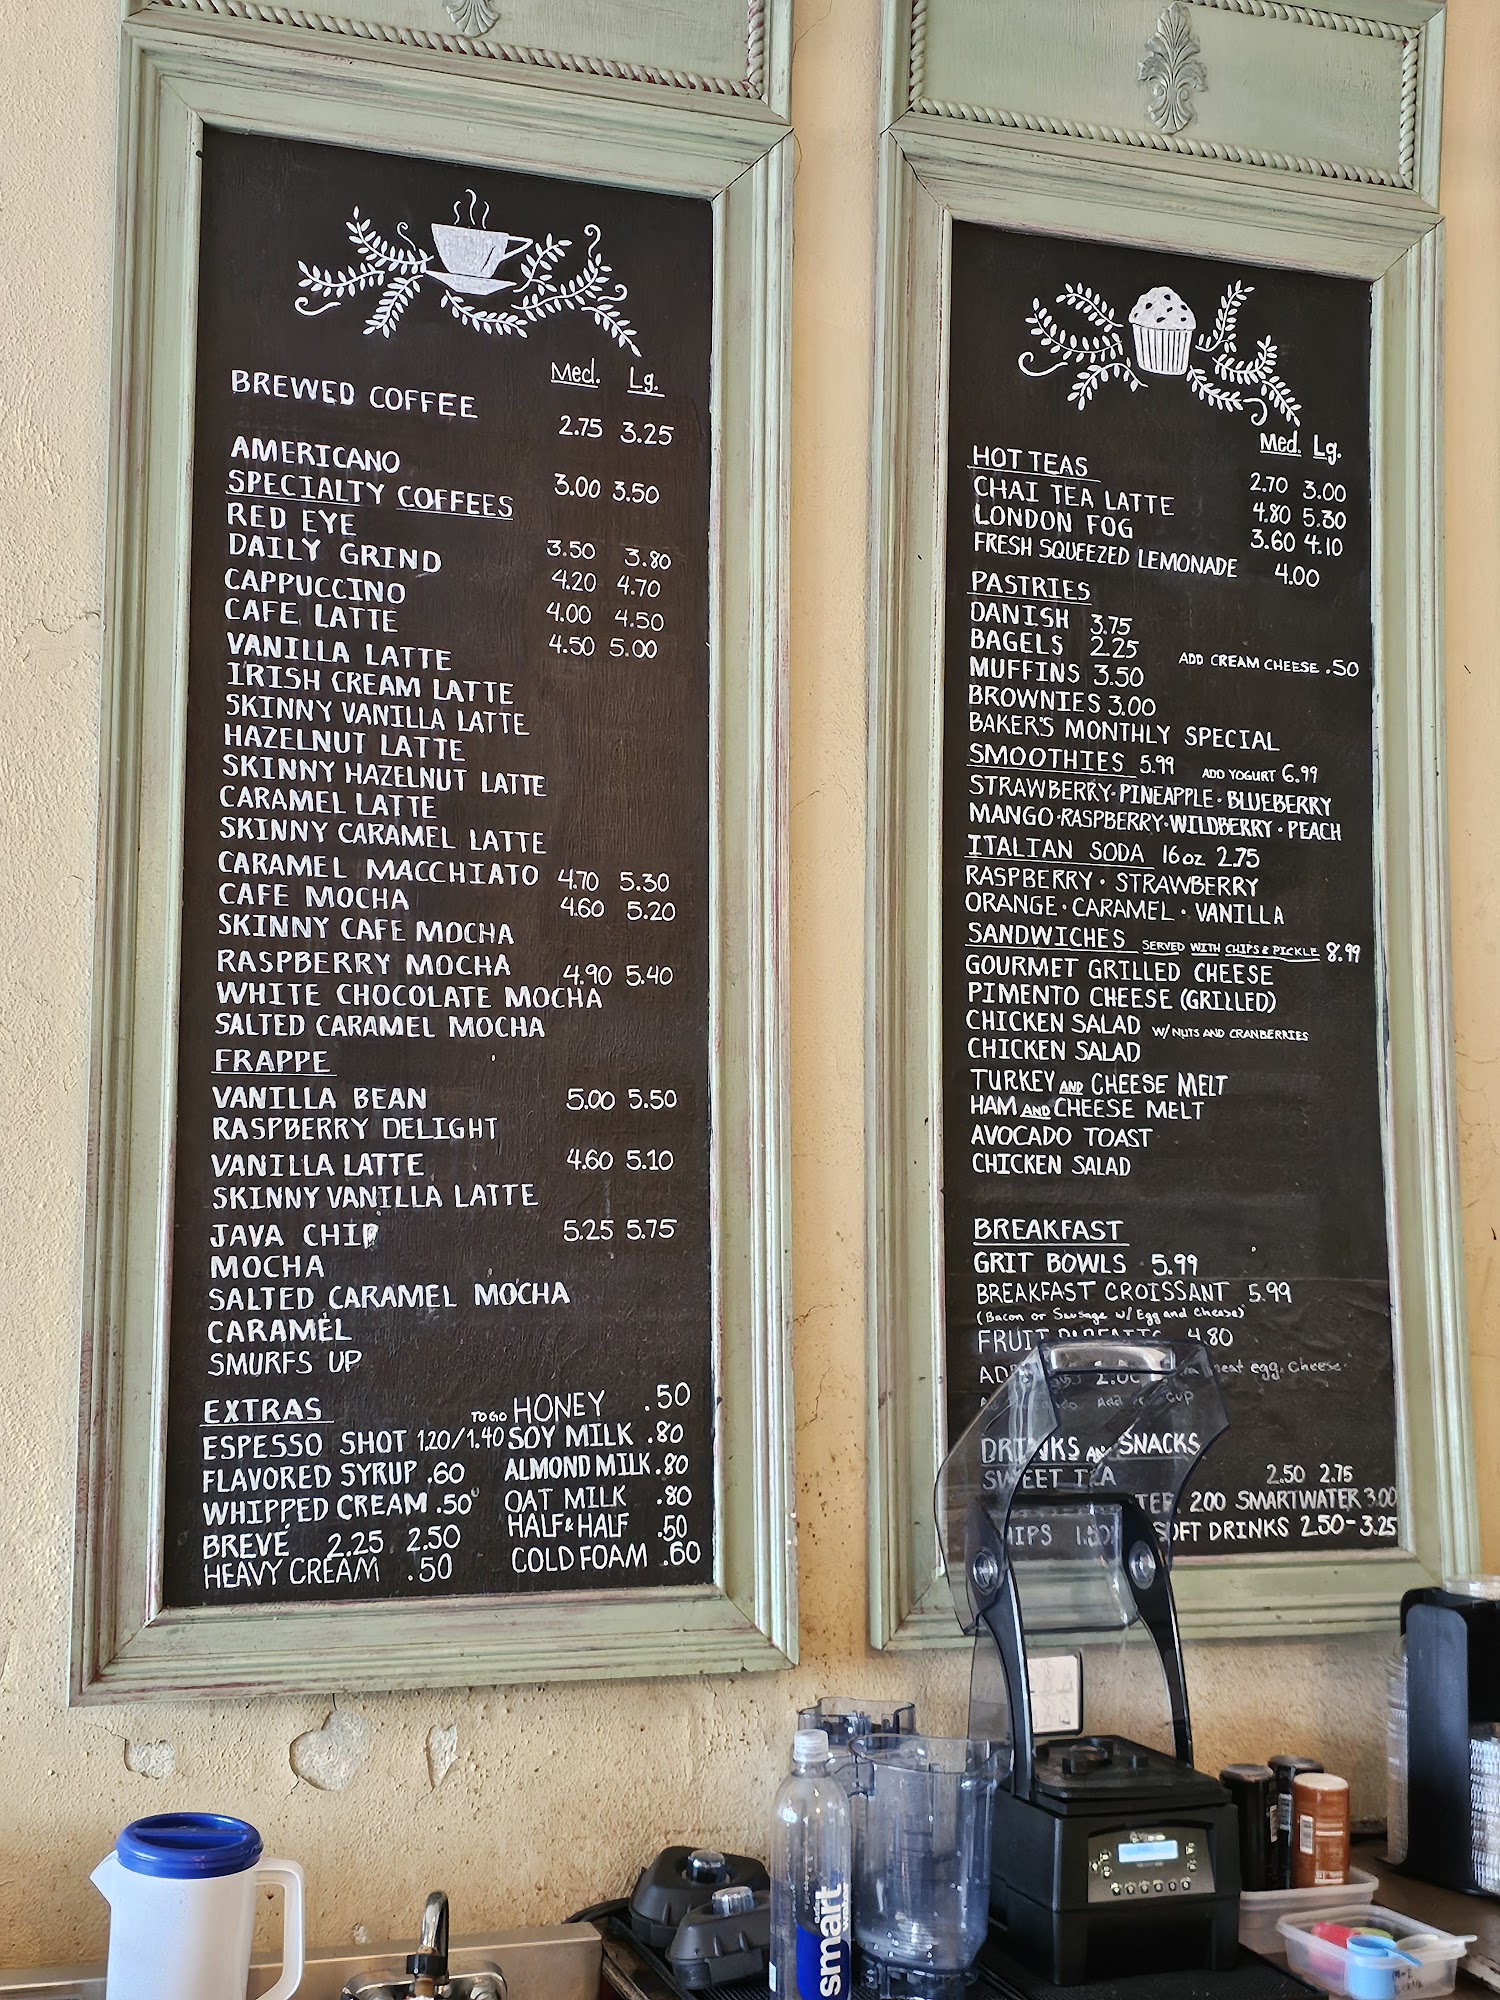 Med. Lg.
BREWED COFFEE 2.75 3.25
AMERICANO 3.00 3.50
SPECIALTY COFFEES
RED EYE 3.50 3.80
DAILY GRIND 4.20 4.70
CAPPUCCINO 4.00 4.50
CAFE LATTE 4.50 5.00
VANILLA LATTE
IRISH CREAM LATTE
SKINNY VANILLA LATTE
HAZELNUT LATTE
SKINNY HAZELNUT LATTE
CARAMEL LATTE
SKINNY CARAMEL LATTE
CARAMEL MACCHIATO 4.70 5.30
CAFE MOCHA 4.60 5.20
SKINNY CAFE MOCHA
RASPBERRY MOCHA 4.90 5.40
WHITE CHOCOLATE MOCHA
SALTED CARAMEL MOCHA
FRAPPE
VANILLA BEAN 5.00 5.50
RASPBERRY DELIGHT
VANILLA LATTE 4.60 5.10
SKINNY VANILLA LATTE
JAVA CHIP 5.25 5.75
MOCHA
SALTED CARAMEL MOCHA
CARAMEL
SMURFS UP
EXTRAS TO GO HONEY .50
ESPESSO SHOT 1.20/1.40 SOY MILK .80
FLAVORED SYRUP .60 ALMOND MILK .80
WHIPPED CREAM .50 OAT MILK .80
BREVE 2.25 2.50 HALF & HALF .50
HEAVY CREAM .50 COLD FOAM .60
Med. Lg.
HOT TEAS 2.70 3.00
CHAI TEA LATTE 4.80 5.30
LONDON FOG 3.60 4.10
FRESH SQUEEZED LEMONADE 4.00
PASTRIES
DANISH 3.75
BAGELS 2.25 ADD CREAM CHEESE .50
MUFFINS 3.50
BROWNIES 3.00
BAKER'S MONTHLY SPECIAL
SMOOTHIES 5.99 ADD YOGURT 6.99
STRAWBERRY · PINEAPPLE · BLUEBERRY
MANGO · RASPBERRY · WILDBERRY · PEACH
ITALIAN SODA 16oz 2.75
RASPBERRY · STRAWBERRY
ORANGE · CARAMEL · VANILLA
SANDWICHES SERVED WITH CHIPS & PICKLE 8.99
GOURMET GRILLED CHEESE
PIMENTO CHEESE (GRILLED)
CHICKEN SALAD W/ NUTS AND CRANBERRIES
CHICKEN SALAD
TURKEY AND CHEESE MELT
HAM AND CHEESE MELT
AVOCADO TOAST
CHICKEN SALAD
BREAKFAST
GRIT BOWLS 5.99
BREAKFAST CROISSANT 5.99
(Bacon or Sausage w/ Egg and Cheese)
FRUIT PARFAITS 4.80
meat egg. Cheese
Add cup
DRINKS AND SNACKS
SWEET TEA 2.50 2.75
2.00 SMARTWATER 3.00
SOFT DRINKS 2.50-3.25
smart